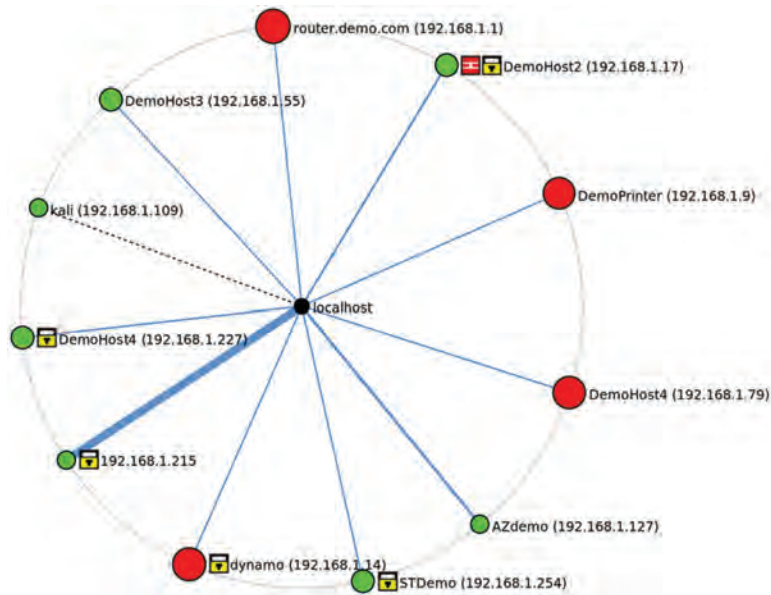 router.demo.com (192.168.1.1)
DemoHost2 (192.168.1.17)
DemoHost3 (192.168.1.55)
DemoPrinter (192.168.1.9)
kali (192.168.1.109)
localhost
DemoHost4 (192.168.1.227)
DemoHost4 (192.168.1.79)
192.168.1.215
AZdemo (192.168.1.127)
dynamo (192.168.1.14)
STDemo (192.168.1.254)